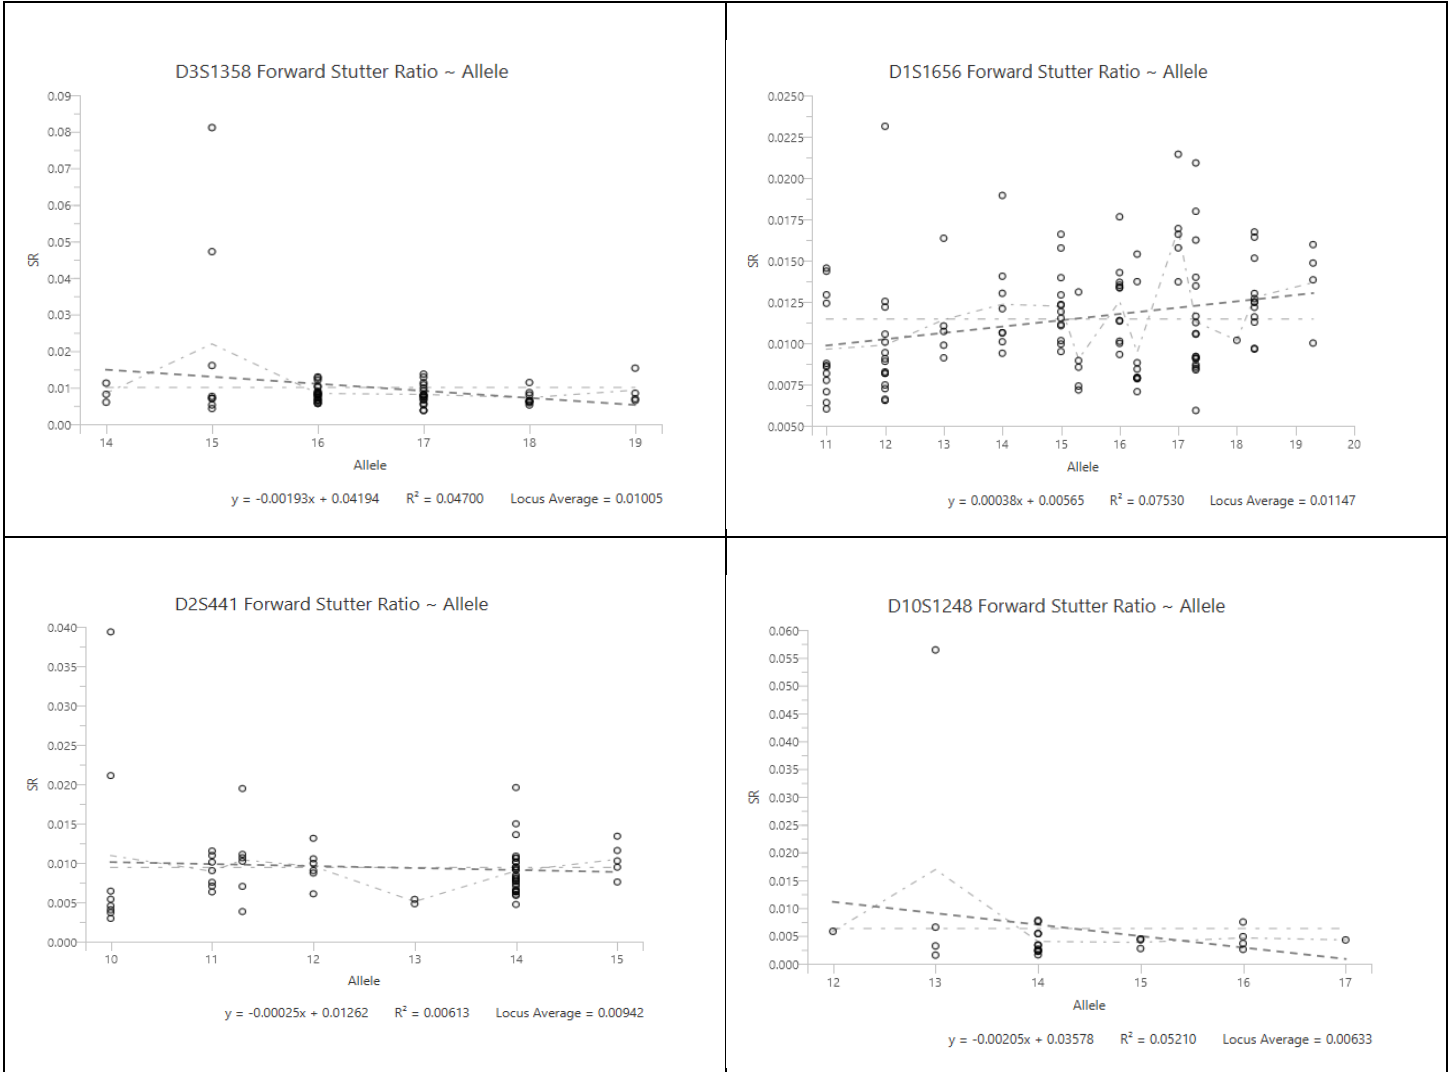 D3S1358 Forward Stutter Ratio ~ Allele
0.09
0.08
0.07
0.06
0.05
0.04
0.03
0.02
0.01
0.00
SR
14 15 16 17 18 19
Allele
y = -0.00193x + 0.04194 R² = 0.04700 Locus Average = 0.01005
D1S1656 Forward Stutter Ratio ~ Allele
0.0250
0.0225
0.0200
0.0175
0.0150
0.0125
0.0100
0.0075
0.0050
SR
11 12 13 14 15 16 17 18 19 20
Allele
y = 0.00038x + 0.00565 R² = 0.07530 Locus Average = 0.01147
D2S441 Forward Stutter Ratio ~ Allele
0.040
0.035
0.030
0.025
0.020
0.015
0.010
0.005
0.000
SR
10 11 12 13 14 15
Allele
y = -0.00025x + 0.01262 R² = 0.00613 Locus Average = 0.00942
D10S1248 Forward Stutter Ratio ~ Allele
0.060
0.055
0.050
0.045
0.040
0.035
0.030
0.025
0.020
0.015
0.010
0.005
0.000
SR
12 13 14 15 16 17
Allele
y = -0.00205x + 0.03578 R² = 0.05210 Locus Average = 0.00633